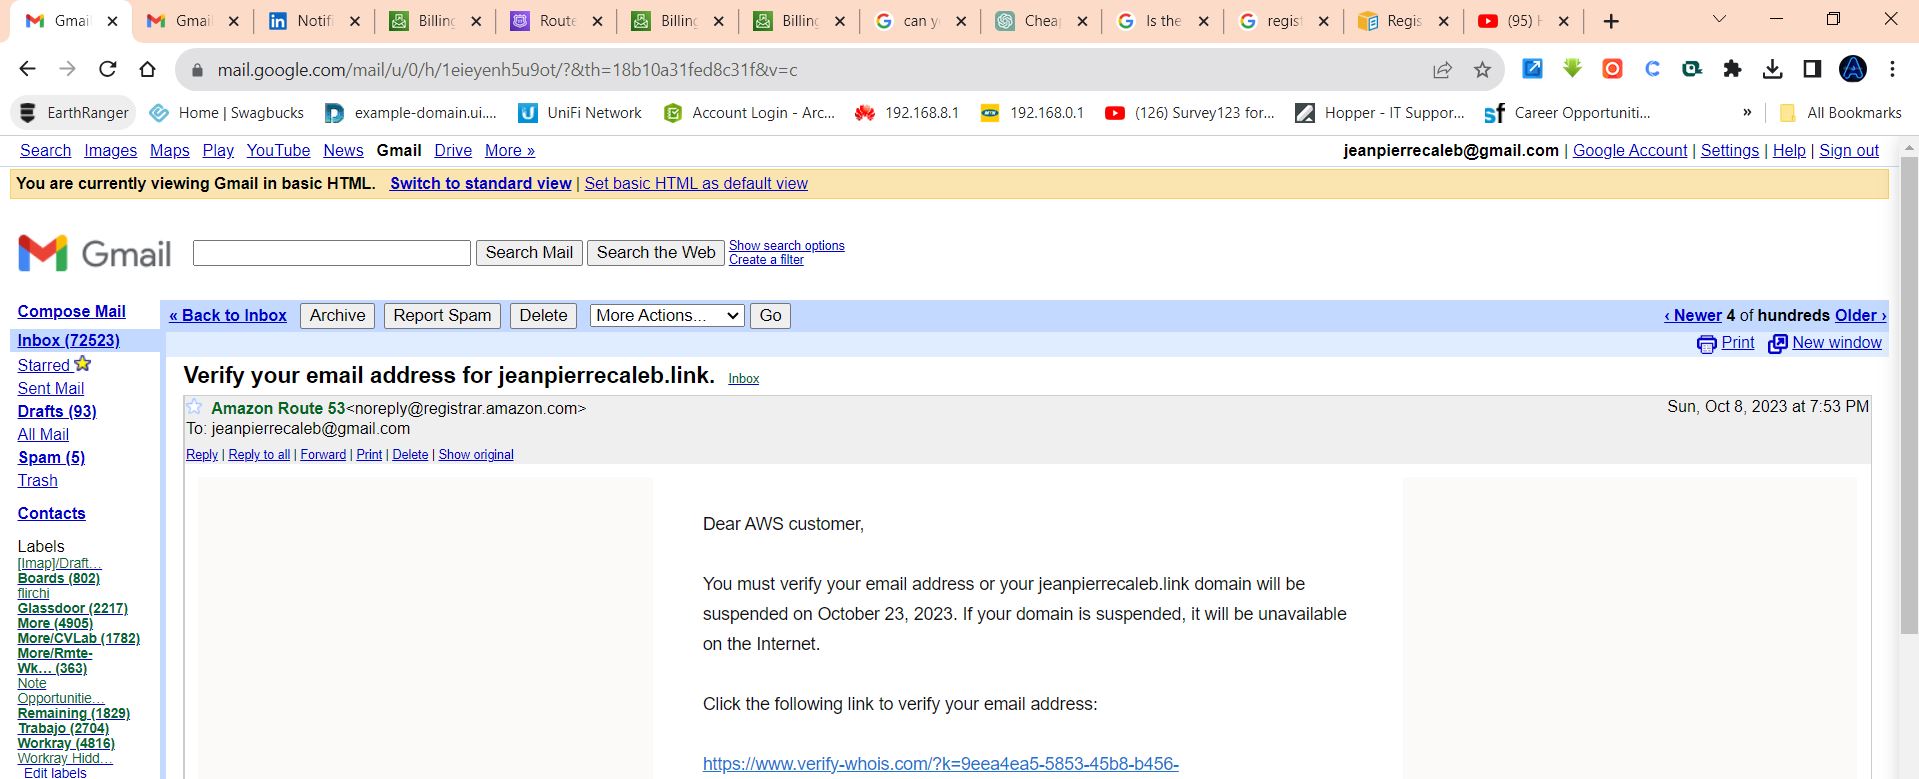 Gmail
Gmail
Notifi
Billing
Route
Billing
Billing
can y
Chea
Is the
regist
Regis
(95) H
mail.google.com/mail/u/0/h/1eieyenh5u9ot/?&th=18b10a31fed8c31f&v=c
EarthRanger
Home | Swagbucks
example-domain.ui....
UniFi Network
Account Login - Arc...
192.168.8.1
192.168.0.1
(126) Survey123 for...
Hopper - IT Suppor...
Career Opportuniti...
»
All Bookmarks
Search Images Maps Play YouTube News Gmail Drive More »
jeanpierrecaleb@gmail.com | Google Account | Settings | Help | Sign out
You are currently viewing Gmail in basic HTML. Switch to standard view | Set basic HTML as default view
Gmail
Search Mail
Search the Web
Show search options
Create a filter
Compose Mail
Inbox (72523)
Starred
Sent Mail
Drafts (93)
All Mail
Spam (5)
Trash
Contacts
Labels
[Imap]/Draft...
Boards (802)
flirchi
Glassdoor (2217)
More (4905)
More/CVLab (1782)
More/Rmte-
Wk... (363)
Note
Opportunitie...
Remaining (1829)
Trabajo (2704)
Workray (4816)
Workray Hidd...
Edit labels
« Back to Inbox Archive Report Spam Delete More Actions... Go
‹ Newer 4 of hundreds Older ›
Print New window
Verify your email address for jeanpierrecaleb.link. Inbox
Amazon Route 53<noreply@registrar.amazon.com>
Sun, Oct 8, 2023 at 7:53 PM
To: jeanpierrecaleb@gmail.com
Reply | Reply to all | Forward | Print | Delete | Show original
Dear AWS customer,
You must verify your email address or your jeanpierrecaleb.link domain will be
suspended on October 23, 2023. If your domain is suspended, it will be unavailable
on the Internet.
Click the following link to verify your email address:
https://www.verify-whois.com/?k=9eea4ea5-5853-45b8-b456-